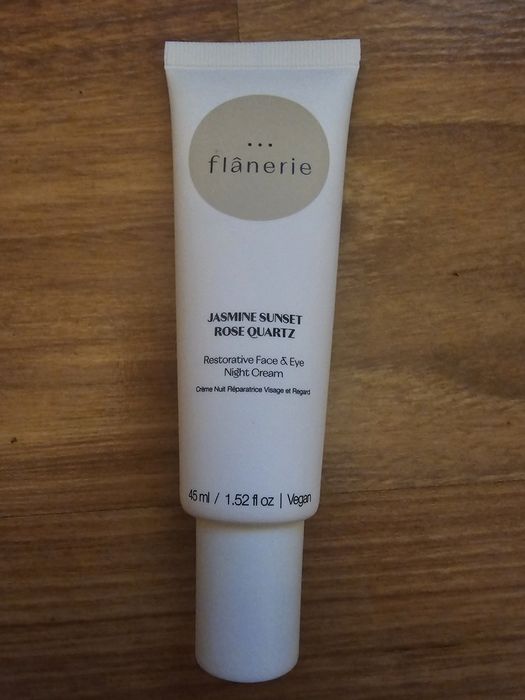 flânerie
JASMINE SUNSET
ROSE QUARTZ
Restorative Face & Eye
Night Cream
Crème Nuit Réparatrice Visage et Regard
45 ml / 1.52 fl oz | Vegan